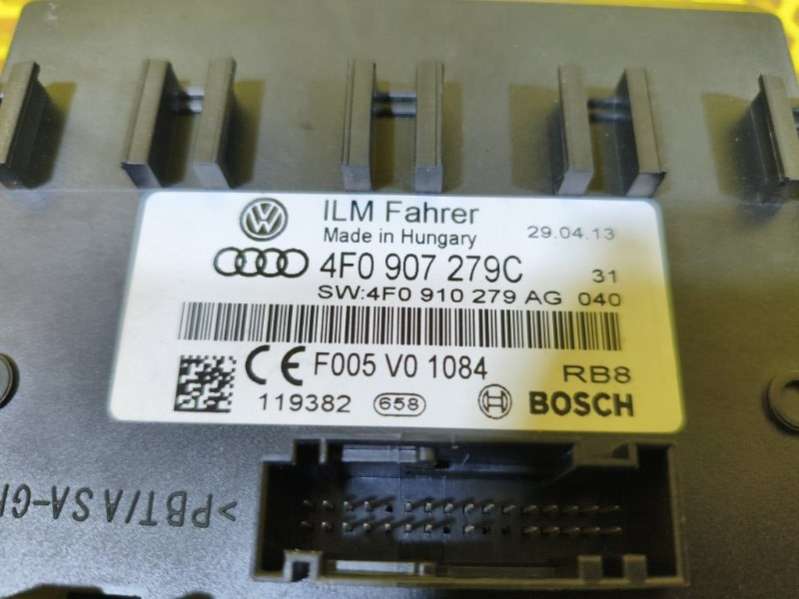 ILM Fahrer
Made in Hungary 29.04.13
4F0 907 279C 31
SW:4F0 910 279 AG 040
CE F005 V0 1084 RB8
119382 658 BOSCH
>PBT/ASA-G